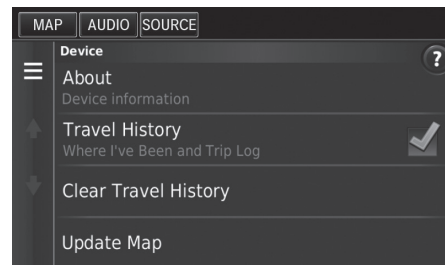 MAP AUDIO SOURCE
Device
?
About
Device information
Travel History
Where I've Been and Trip Log
Clear Travel History
Update Map